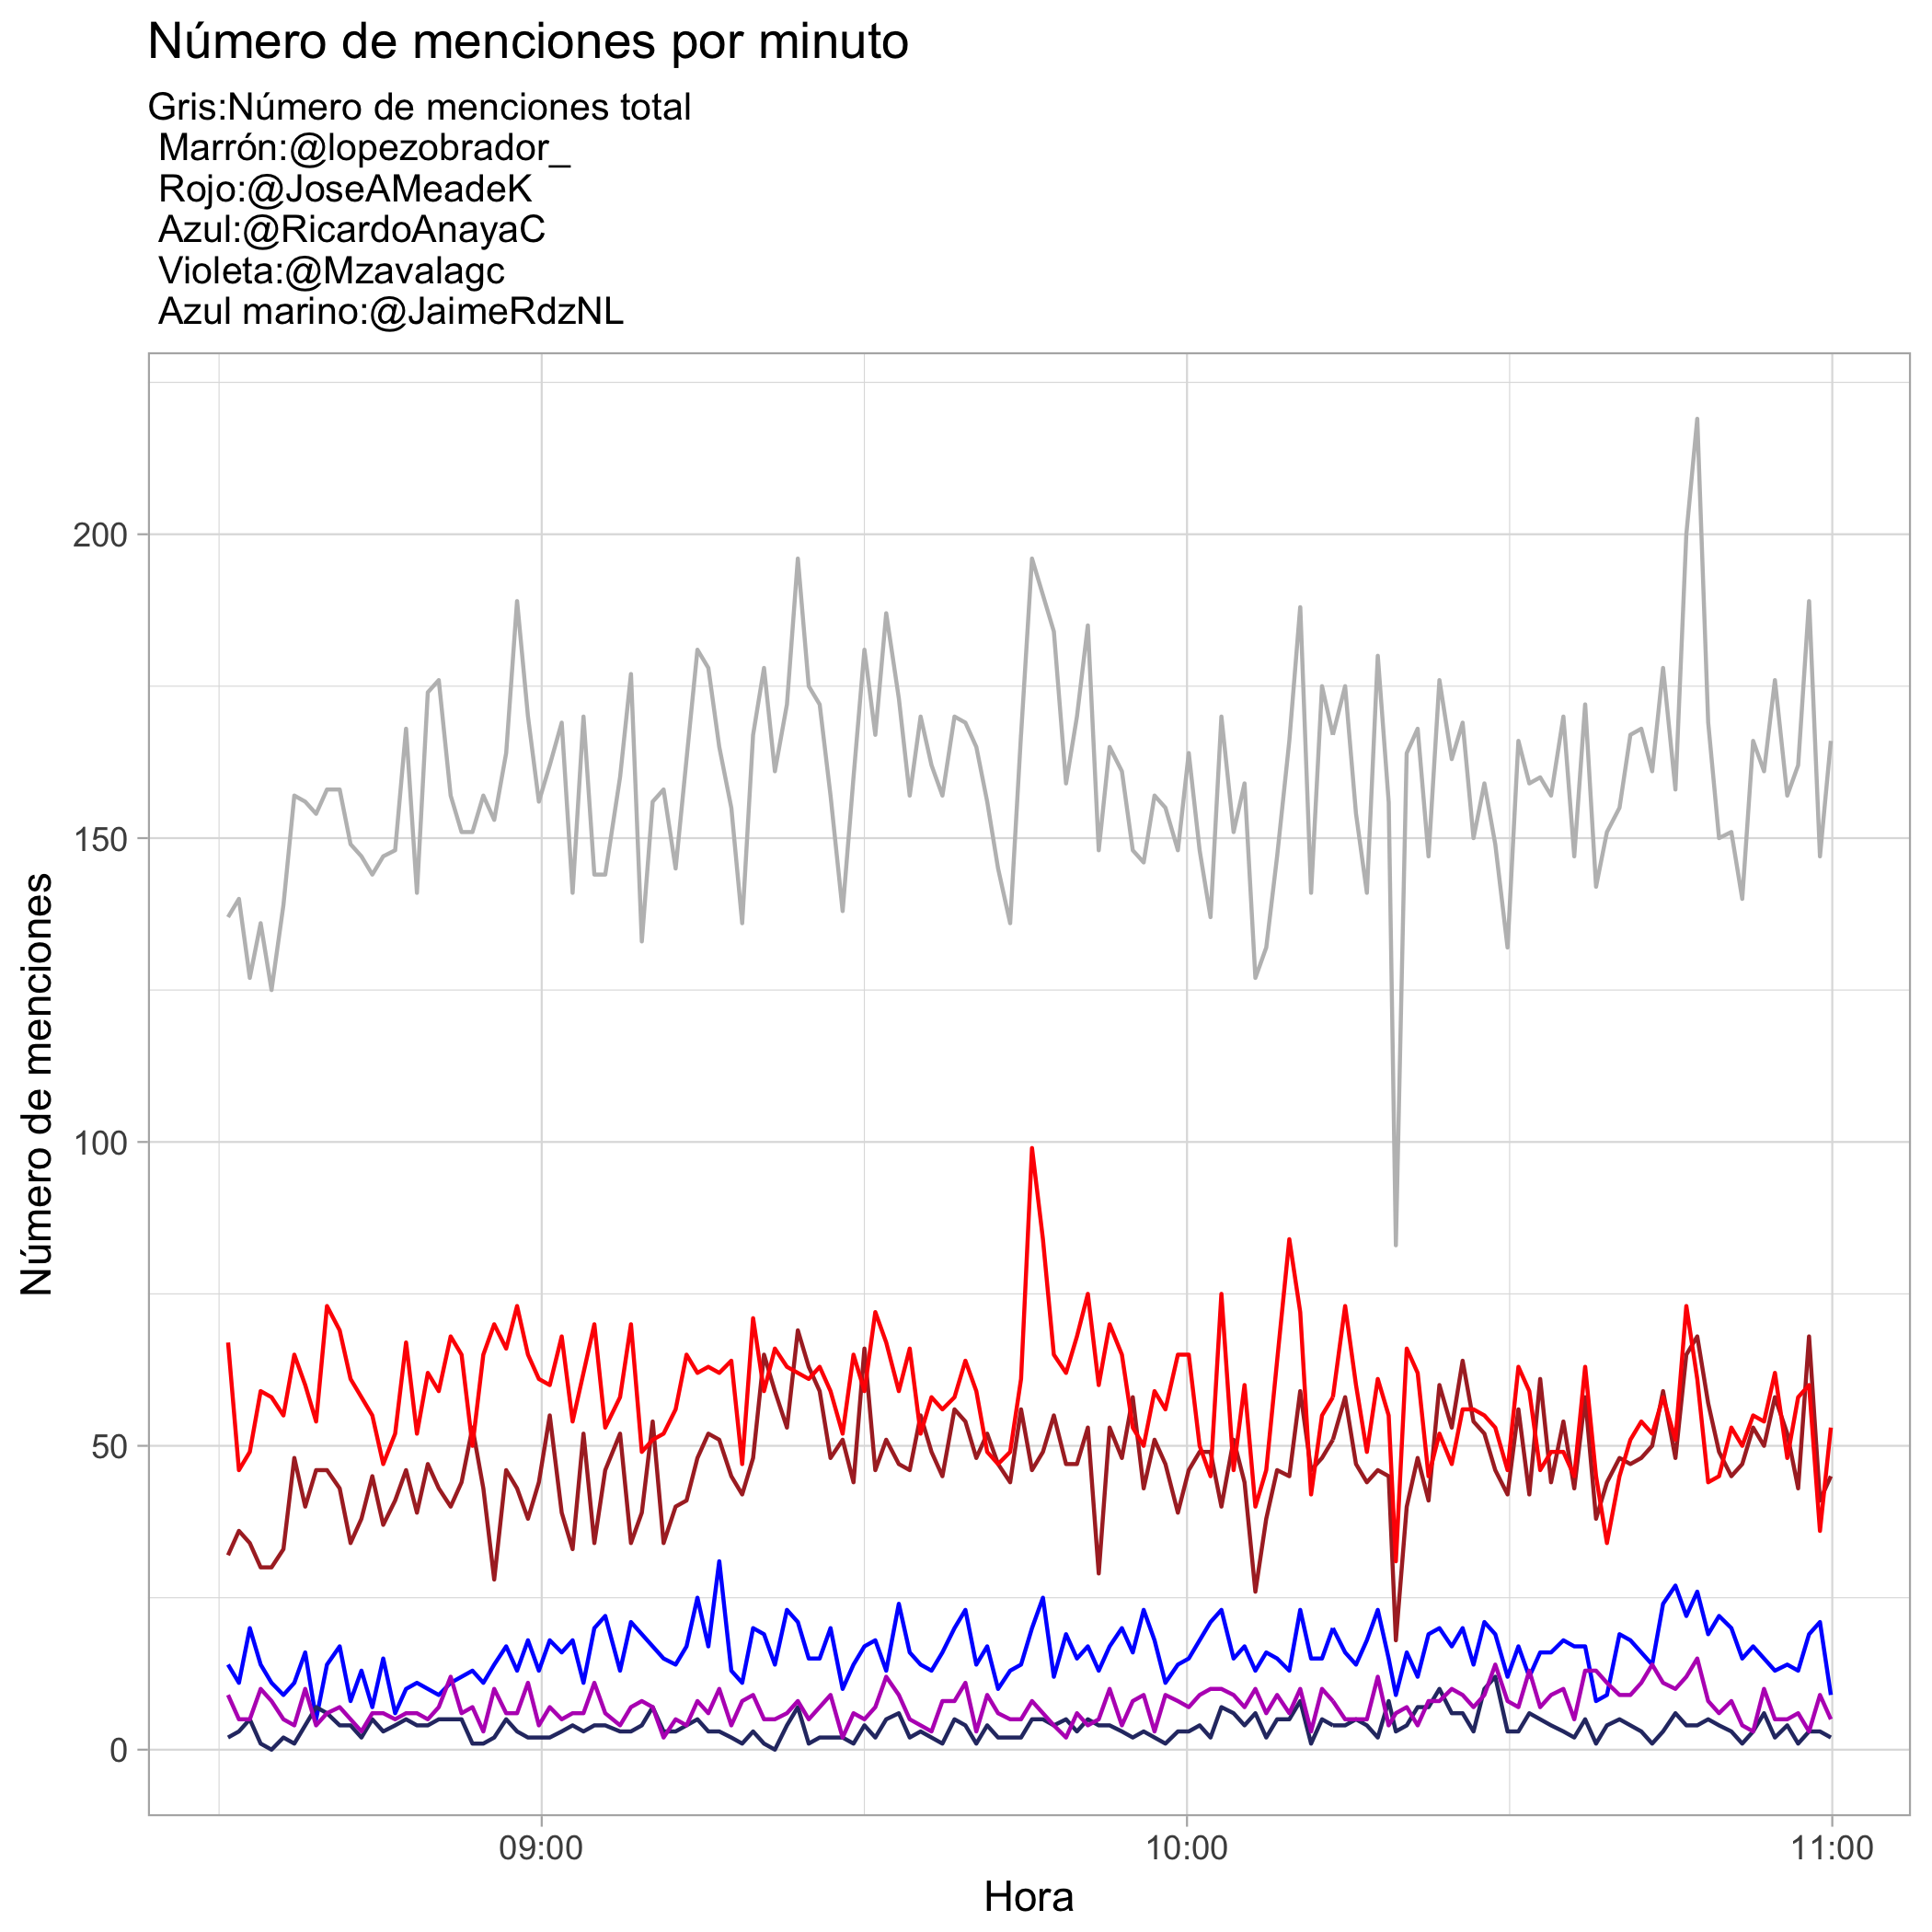 Número de menciones por minuto
Gris:Número de menciones total
Marrón:@lopezobrador_
Rojo:@JoseAMeadeK
Azul:@RicardoAnayaC
Violeta:@Mzavalagc
Azul marino:@JaimeRdzNL
Número de menciones
200
150
100
50
0
09:00 10:00 11:00
Hora